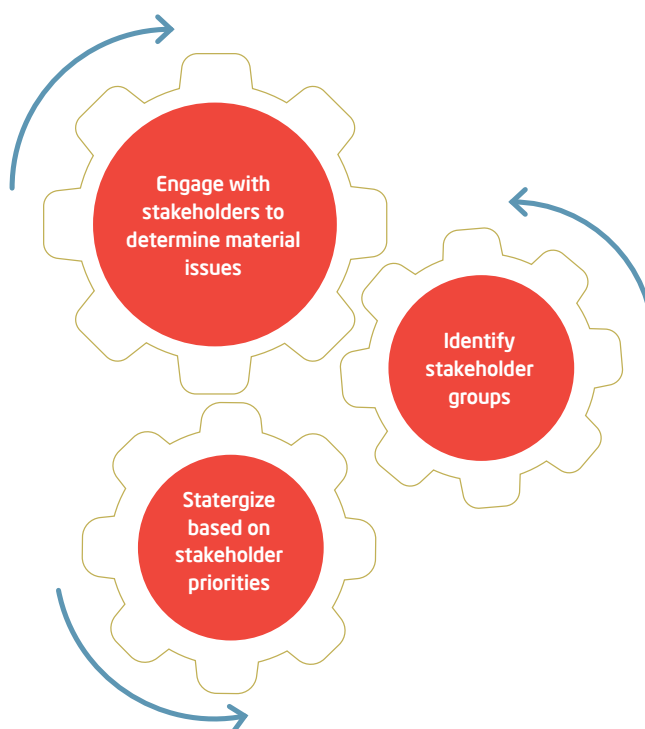 Engage with
stakeholders to
determine material
issues
Identify
stakeholder
groups
Statergize
based on
stakeholder
priorities